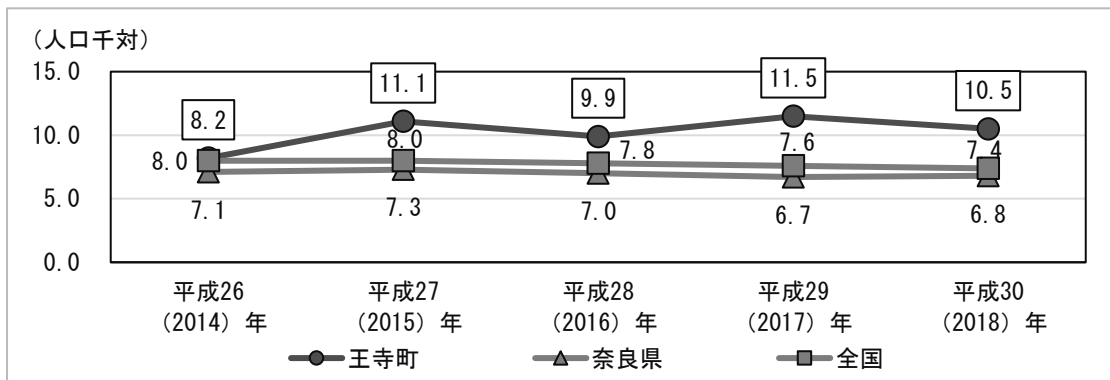 (人口千対)
15.0
10.0
5.0
0.0
8.2
11.1
9.9
11.5
10.5
8.0
8.0
7.8
7.6
7.4
7.1
7.3
7.0
6.7
6.8
平成26
(2014)年
平成27
(2015)年
平成28
(2016)年
平成29
(2017)年
平成30
(2018)年
王寺町
奈良県
全国